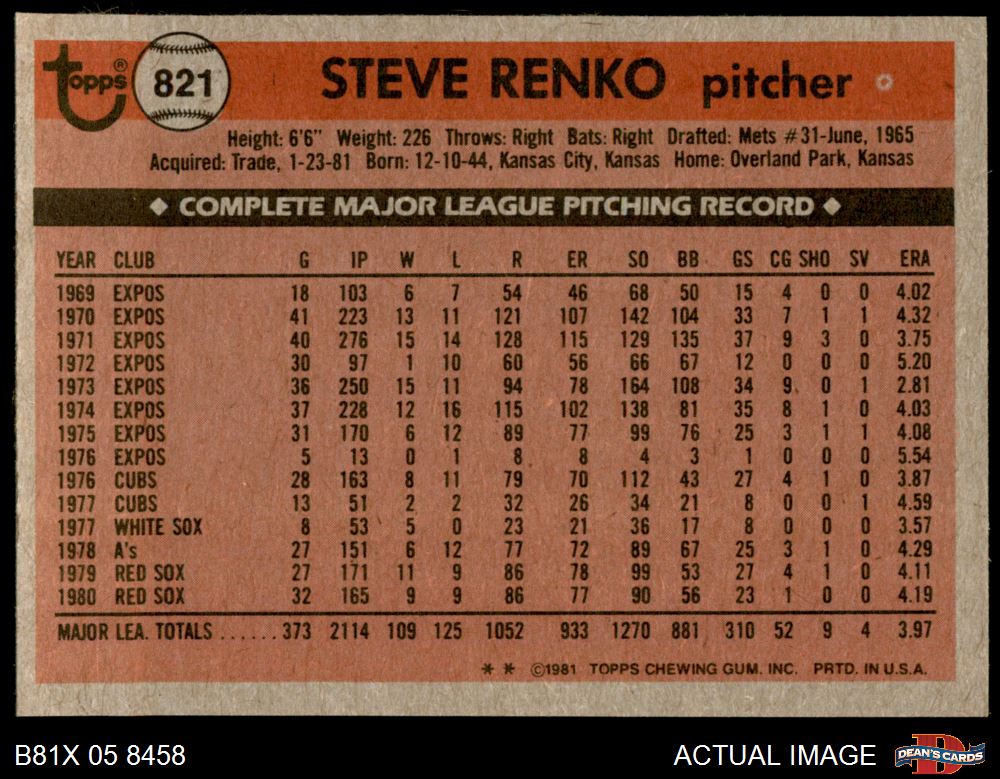 topps® 821 STEVE RENKO pitcher
Height: 6'6" Weight: 226 Throws: Right Bats: Right Drafted: Mets #31-June, 1965
Acquired: Trade, 1-23-81 Born: 12-10-44, Kansas City, Kansas Home: Overland Park, Kansas
◆ COMPLETE MAJOR LEAGUE PITCHING RECORD ◆
YEAR CLUB G IP W L R ER SO BB GS CG SHO SV ERA
1969 EXPOS 18 103 6 7 54 46 68 50 15 4 0 0 4.02
1970 EXPOS 41 223 13 11 121 107 142 104 33 7 1 1 4.32
1971 EXPOS 40 276 15 14 128 115 129 135 37 9 3 0 3.75
1972 EXPOS 30 97 1 10 60 56 66 67 12 0 0 0 5.20
1973 EXPOS 36 250 15 11 94 78 164 108 34 9 0 1 2.81
1974 EXPOS 37 228 12 16 115 102 138 81 35 8 1 0 4.03
1975 EXPOS 31 170 6 12 89 77 99 76 25 3 1 1 4.08
1976 EXPOS 5 13 0 1 8 8 4 3 1 0 0 0 5.54
1976 CUBS 28 163 8 11 79 70 112 43 27 4 1 0 3.87
1977 CUBS 13 51 2 2 32 26 34 21 8 0 0 1 4.59
1977 WHITE SOX 8 53 5 0 23 21 36 17 8 0 0 0 3.57
1978 A's 27 151 6 12 77 72 89 67 25 3 1 0 4.29
1979 RED SOX 27 171 11 9 86 78 99 53 27 4 1 0 4.11
1980 RED SOX 32 165 9 9 86 77 90 56 23 1 0 0 4.19
MAJOR LEA. TOTALS ...... 373 2114 109 125 1052 933 1270 881 310 52 9 4 3.97
* * ©1981 TOPPS CHEWING GUM. INC. PRTD. IN U.S.A.
B81X 05 8458 ACTUAL IMAGE DEAN'S CARDS